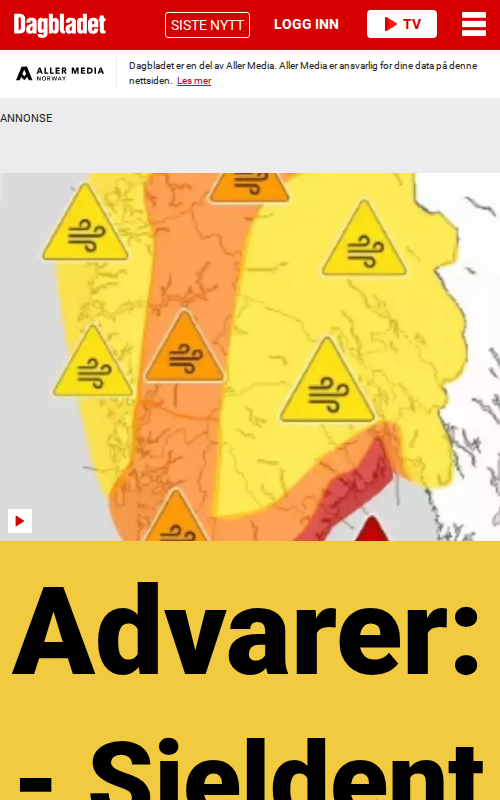 Dagbladet
SISTE NYTT
LOGG INN
TV
ALLER MEDIA
NORWAY
Dagbladet er en del av Aller Media. Aller Media er ansvarlig for dine data på denne
nettsiden. Les mer
ANNONSE
Advarer:
- Sjeldent